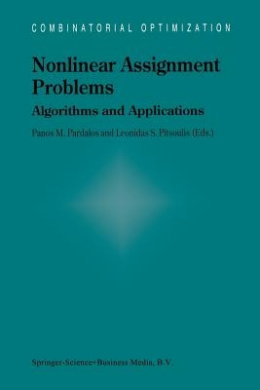 COMBINATORIAL OPTIMIZATION
Nonlinear Assignment
Problems
Algorithms and Applications
Panos M. Pardalos and Leonidas S. Pitsoulis (Eds.)
Springer-Science+Business Media, B.V.